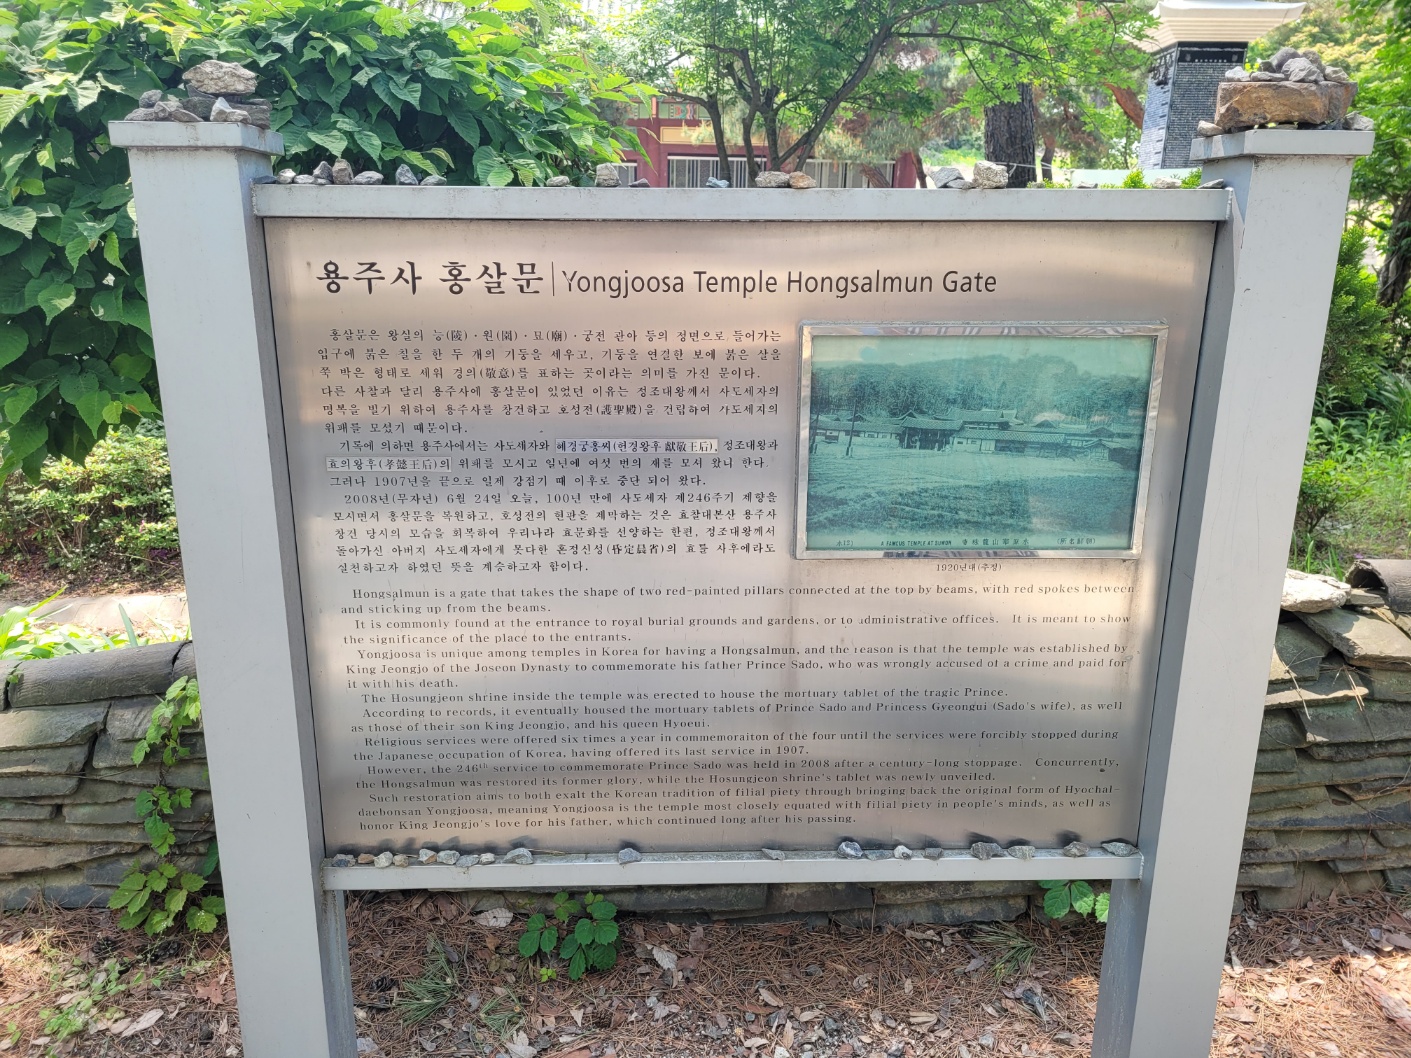 용주사 홍살문 | Yongjoosa Temple Hongsalmun Gate
홍살문은 왕실의 능(陵)·원(園)·묘(廟)·궁전 관아 등의 정면으로 들어가는
입구에 붉은 칠을 한 두 개의 기둥을 세우고, 기둥을 연결한 보에 붉은 살을
쭉 박은 형태로 세워 경의(敬意)를 표하는 곳이라는 의미를 가진 문이다.
다른 사찰과 달리 용주사에 홍살문이 있었던 이유는 정조대왕께서 사도세자의
명복을 빌기 위하여 용주사를 창건하고 호성전(護聖殿)을 건립하여
위패를 모셨기 때문이다.
기록에 의하면 용주사에서는 사도세자와 혜경궁홍씨(헌경왕후 獻敬王后), 정조대왕과
효의왕후(孝懿王后)의 위패를 모시고 일년에 여섯 번의 재를 모셔 왔다 한다.
그러나 1907년을 끝으로 일제 강점기 때 이후로 중단 되어 왔다.
2008년(무자년) 6월 24일 오늘, 100년 만에 사도세자 제246주기 제향을
모시면서 홍살문을 복원하고, 호성전의 현판을 제막하는 것은 효찰대본산 용주사
창건 당시의 모습을 회복하여 우리나라 효문화를 선양하는 한편, 정조대왕께서
돌아가신 아버지 사도세자에게 못다한 혼정신성(昏定晨省)의 효를 사후에라도
실천하고자 하였던 뜻을 계승하고자 함이다.
A FAMEUS TEMPLE AT SUIGON
1920년대(추정)
Hongsalmun is a gate that takes the shape of two red-painted pillars connected at the top by beams, with red spokes between
and sticking up from the beams.
It is commonly found at the entrance to royal burial grounds and gardens, or to administrative offices. It is meant to show
the significance of the place to the entrants.
Yongjoosa is unique among temples in Korea for having a Hongsalmun, and the reason is that the temple was established by
King Jeongjo of the Joseon Dynasty to commemorate his father Prince Sado, who was wrongly accused of a crime and paid for
it with his death.
The Hosungjeon shrine inside the temple was erected to house the mortuary tablet of the tragic Prince.
According to records, it eventually housed the mortuary tablets of Prince Sado and Princess Gyeongui (Sado's wife), as well
as those of their son King Jeongjo, and his queen Hyoeui.
Religious services were offered six times a year in commemoraiton of the four until the services were forcibly stopped during
the Japanese occupation of Korea, having offered its last service in 1907.
However, the 246th service to commemorate Prince Sado was held in 2008 after a century-long stoppage. Concurrently,
the Hongsalmun was restored its former glory, while the Hosungjeon shrine's tablet was newly unveiled.
Such restoration aims to both exalt the Korean tradition of filial piety through bringing back the original form of Hyochal-
daebonsan Yongjoosa, meaning Yongjoosa is the temple most closely equated with filial piety in people's minds, as well as
honor King Jeongjo's love for his father, which continued long after his passing.